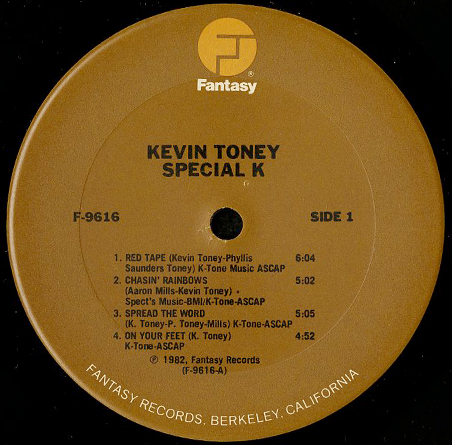 Fantasy®
KEVIN TONEY
SPECIAL K
F-9616 SIDE 1
1. RED TAPE (Kevin Toney-Phyllis 6:04
Saunders Toney) K-Tone Music ASCAP
2. CHASIN' RAINBOWS 5:02
(Aaron Mills-Kevin Toney) •
Spect's Music-BMI/K-Tone-ASCAP
3. SPREAD THE WORD 5:05
(K. Toney-P. Toney-Mills) K-Tone-ASCAP
4. ON YOUR FEET (K. Toney) 4:52
K-Tone-ASCAP
℗ 1982, Fantasy Records
(F-9616-A)
FANTASY RECORDS, BERKELEY, CALIFORNIA